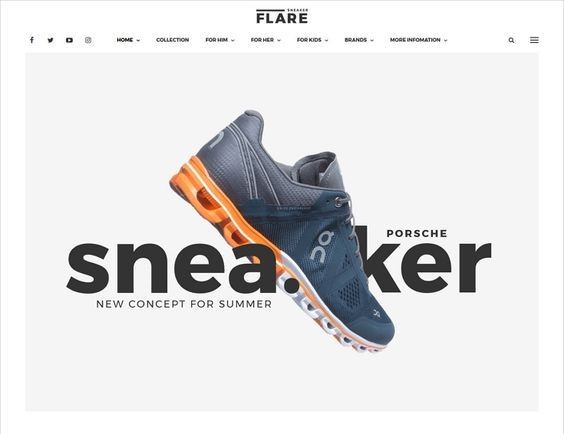 SNEAKER
FLARE
HOME COLLECTION FOR HIM FOR HER FOR KIDS BRANDS MORE INFOMATION
PORSCHE
snea.ker
NEW CONCEPT FOR SUMMER